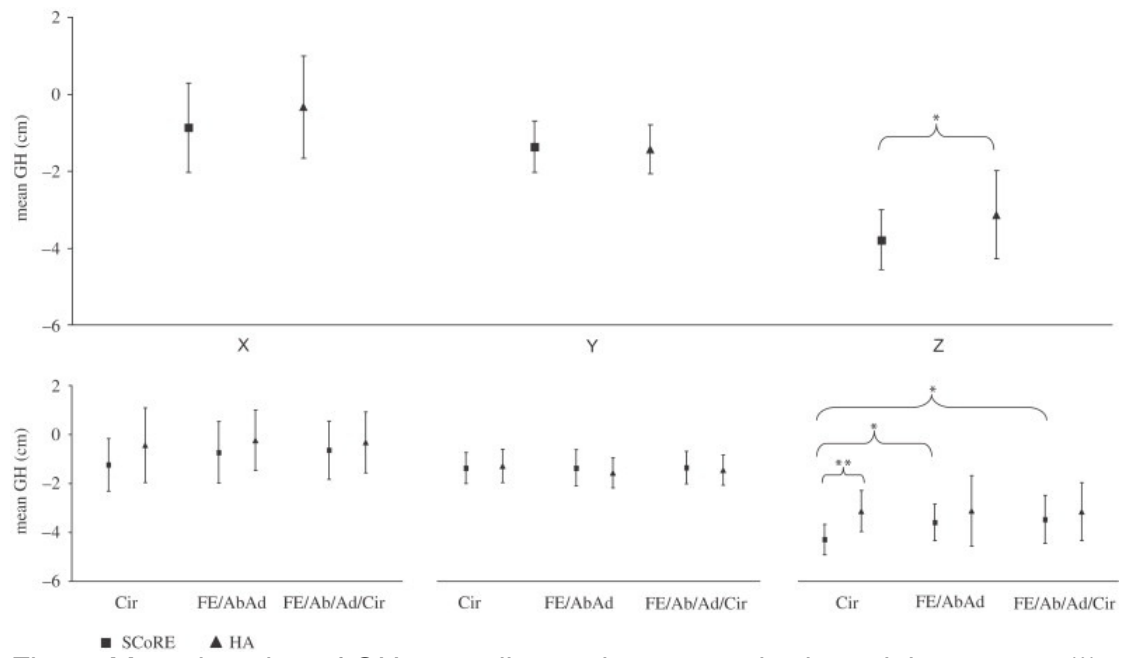 2
0
−2
−4
−6
mean GH (cm)
*
X Y Z
2
0
−2
−4
−6
mean GH (cm)
*
*
**
Cir FE/AbAd FE/Ab/Ad/Cir
Cir FE/AbAd FE/Ab/Ad/Cir
Cir FE/AbAd FE/Ab/Ad/Cir
■ SCoRE ▲ HA